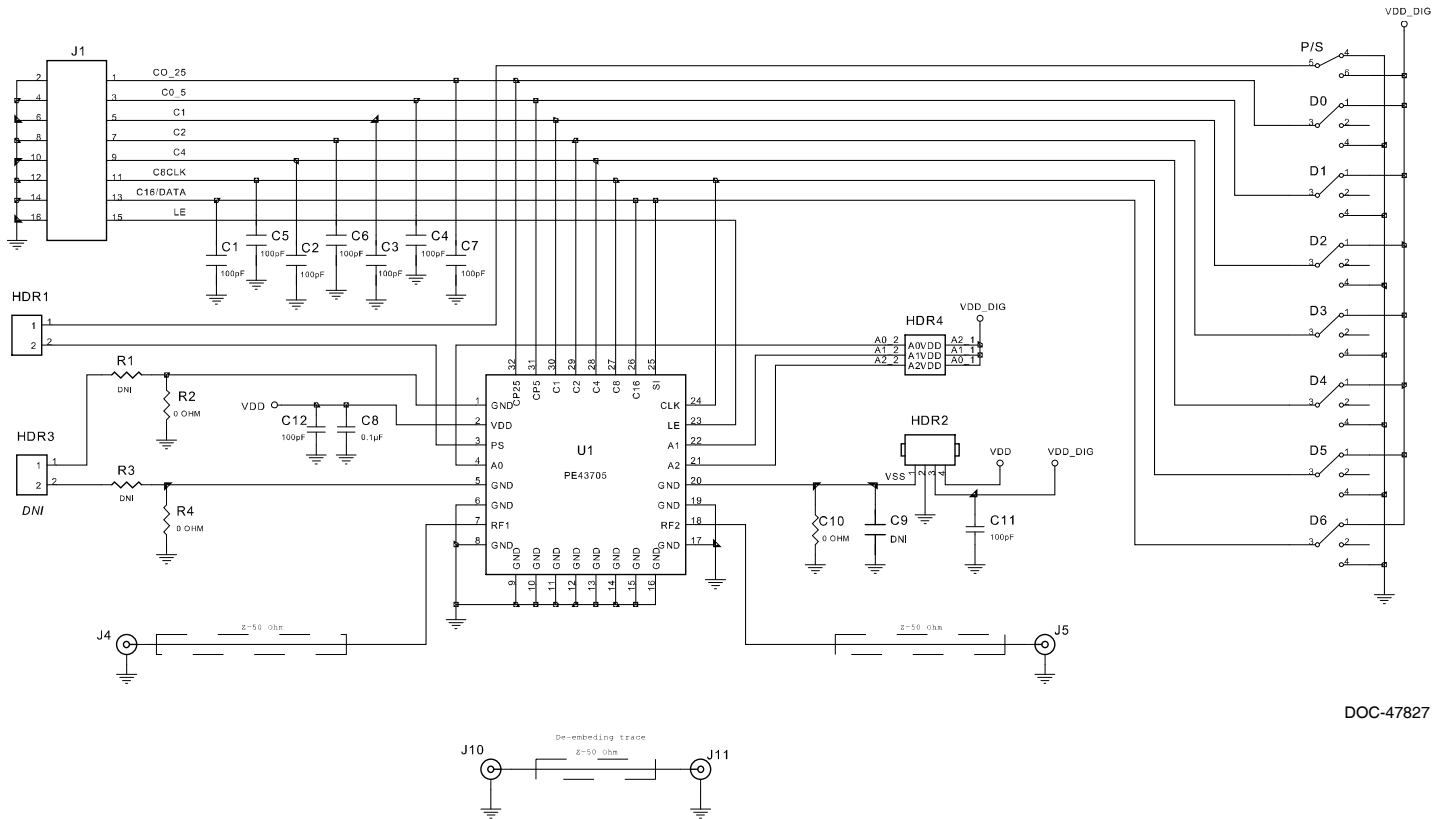 VDD_DIG
J1
P/S
4
5
6
2 1 CO_25
4 3 C0_5
6 5 C1
8 7 C2
10 9 C4
12 11 C8CLK
14 13 C16/DATA
16 15 LE
D0
1
3 2
4
D1
1
3 2
4
D2
1
3 2
4
D3
1
3 2
4
D4
1
3 2
4
D5
1
3 2
4
D6
1
3 2
4
C1
100pF
C5
100pF
C2
100pF
C6
100pF
C3
100pF
C4
100pF
C7
100pF
HDR1
1 1
2 2
R1
DNI
R2
0 OHM
HDR3
1 1
2 2
DNI
R3
DNI
R4
0 OHM
VDD
C12
100pF
C8
0.1µF
32 31 30 29 28 27 26 25
CP25 CP5 C1 C2 C4 C8 C16 SI
1 GND
2 VDD
3 PS
4 A0
5 GND
6 GND
7 RF1
8 GND
U1
PE43705
CLK 24
LE 23
A1 22
A2 21
GND 20
GND 19
RF2 18
GND 17
GND GND GND GND GND GND GND GND
9 10 11 12 13 14 15 16
VDD_DIG
HDR4
A0_2 A0VDD A2_1
A1_2 A1VDD A1_1
A2_2 A2VDD A0_1
HDR2
VSS 1 2 3 4
VDD
VDD_DIG
C10
0 OHM
C9
DNI
C11
100pF
J4
Z-50 Ohm
Z-50 Ohm
J5
DOC-47827
De-embeding trace
J10
Z-50 Ohm
J11